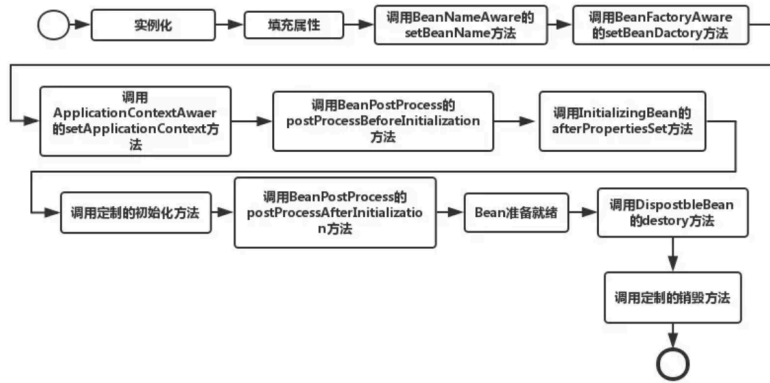 实例化
填充属性
调用BeanNameAware的
setBeanName方法
调用BeanFactoryAware
的setBeanDactory方法
调用
ApplicationContextAwaer
的setApplicationContext方
法
调用BeanPostProcess的
postProcessBeforeInitialization
方法
调用InitializingBean的
afterPropertiesSet方法
调用定制的初始化方法
调用BeanPostProcess的
postProcessAfterInitializatio
n方法
Bean准备就绪
调用DispostbleBean
的destory方法
调用定制的销毁方法